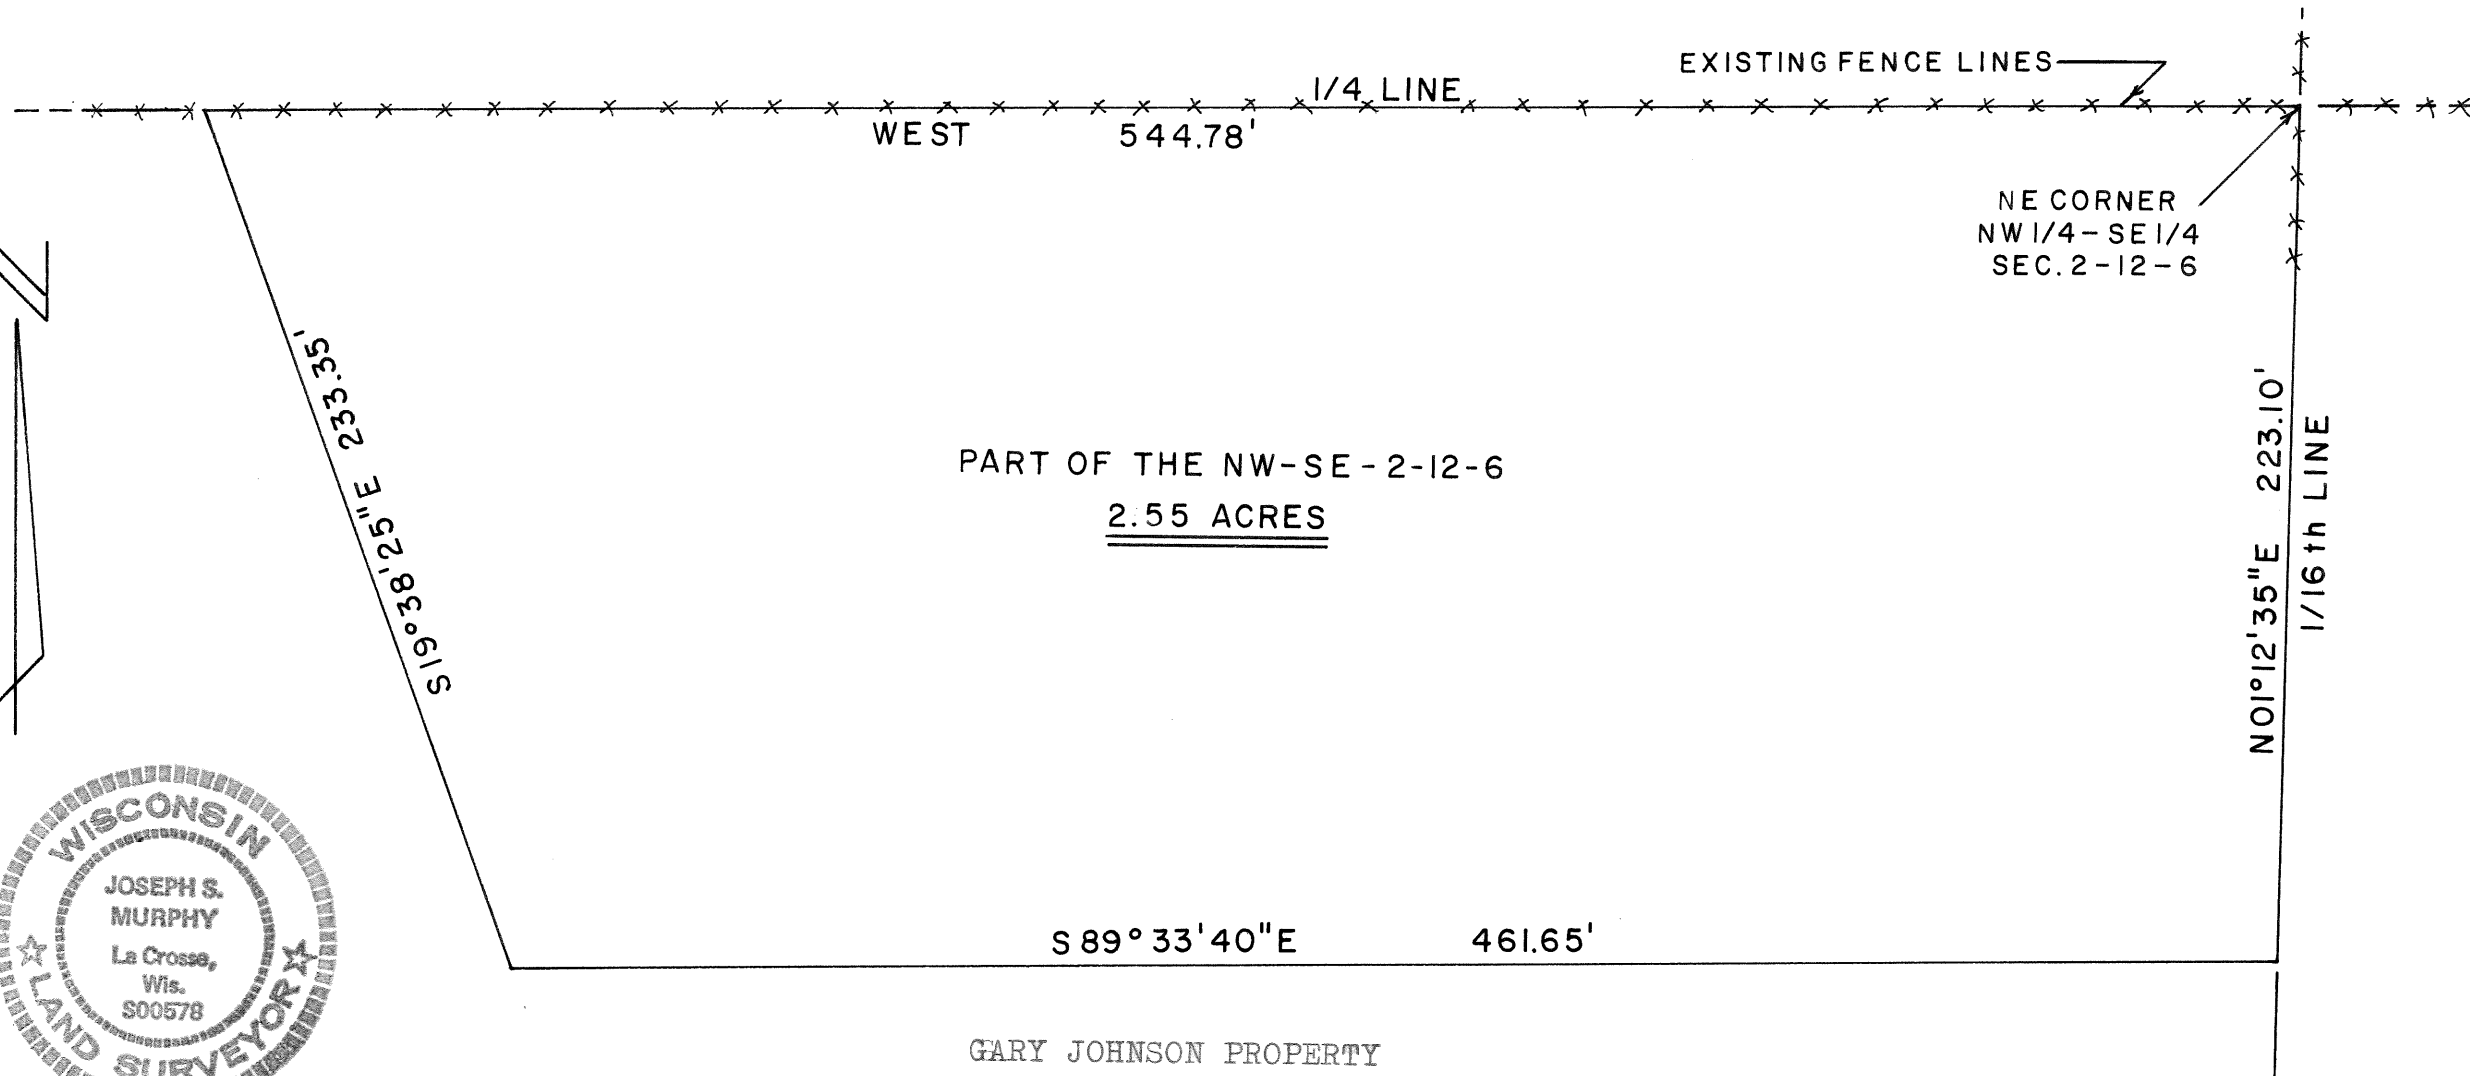 EXISTING FENCE LINES
1/4 LINE
WEST 544.78'
NE CORNER
NW 1/4 - SE 1/4
SEC. 2-12-6
N
S 19° 38' 25" E 233.35'
PART OF THE NW-SE-2-12-6
2.55 ACRES
N01°12'35"E 223.10'
1/16 th LINE
S 89° 33' 40" E 461.65'
GARY JOHNSON PROPERTY
WISCONSIN
JOSEPH S.
MURPHY
La Crosse,
Wis.
S00578
LAND SURVEYOR